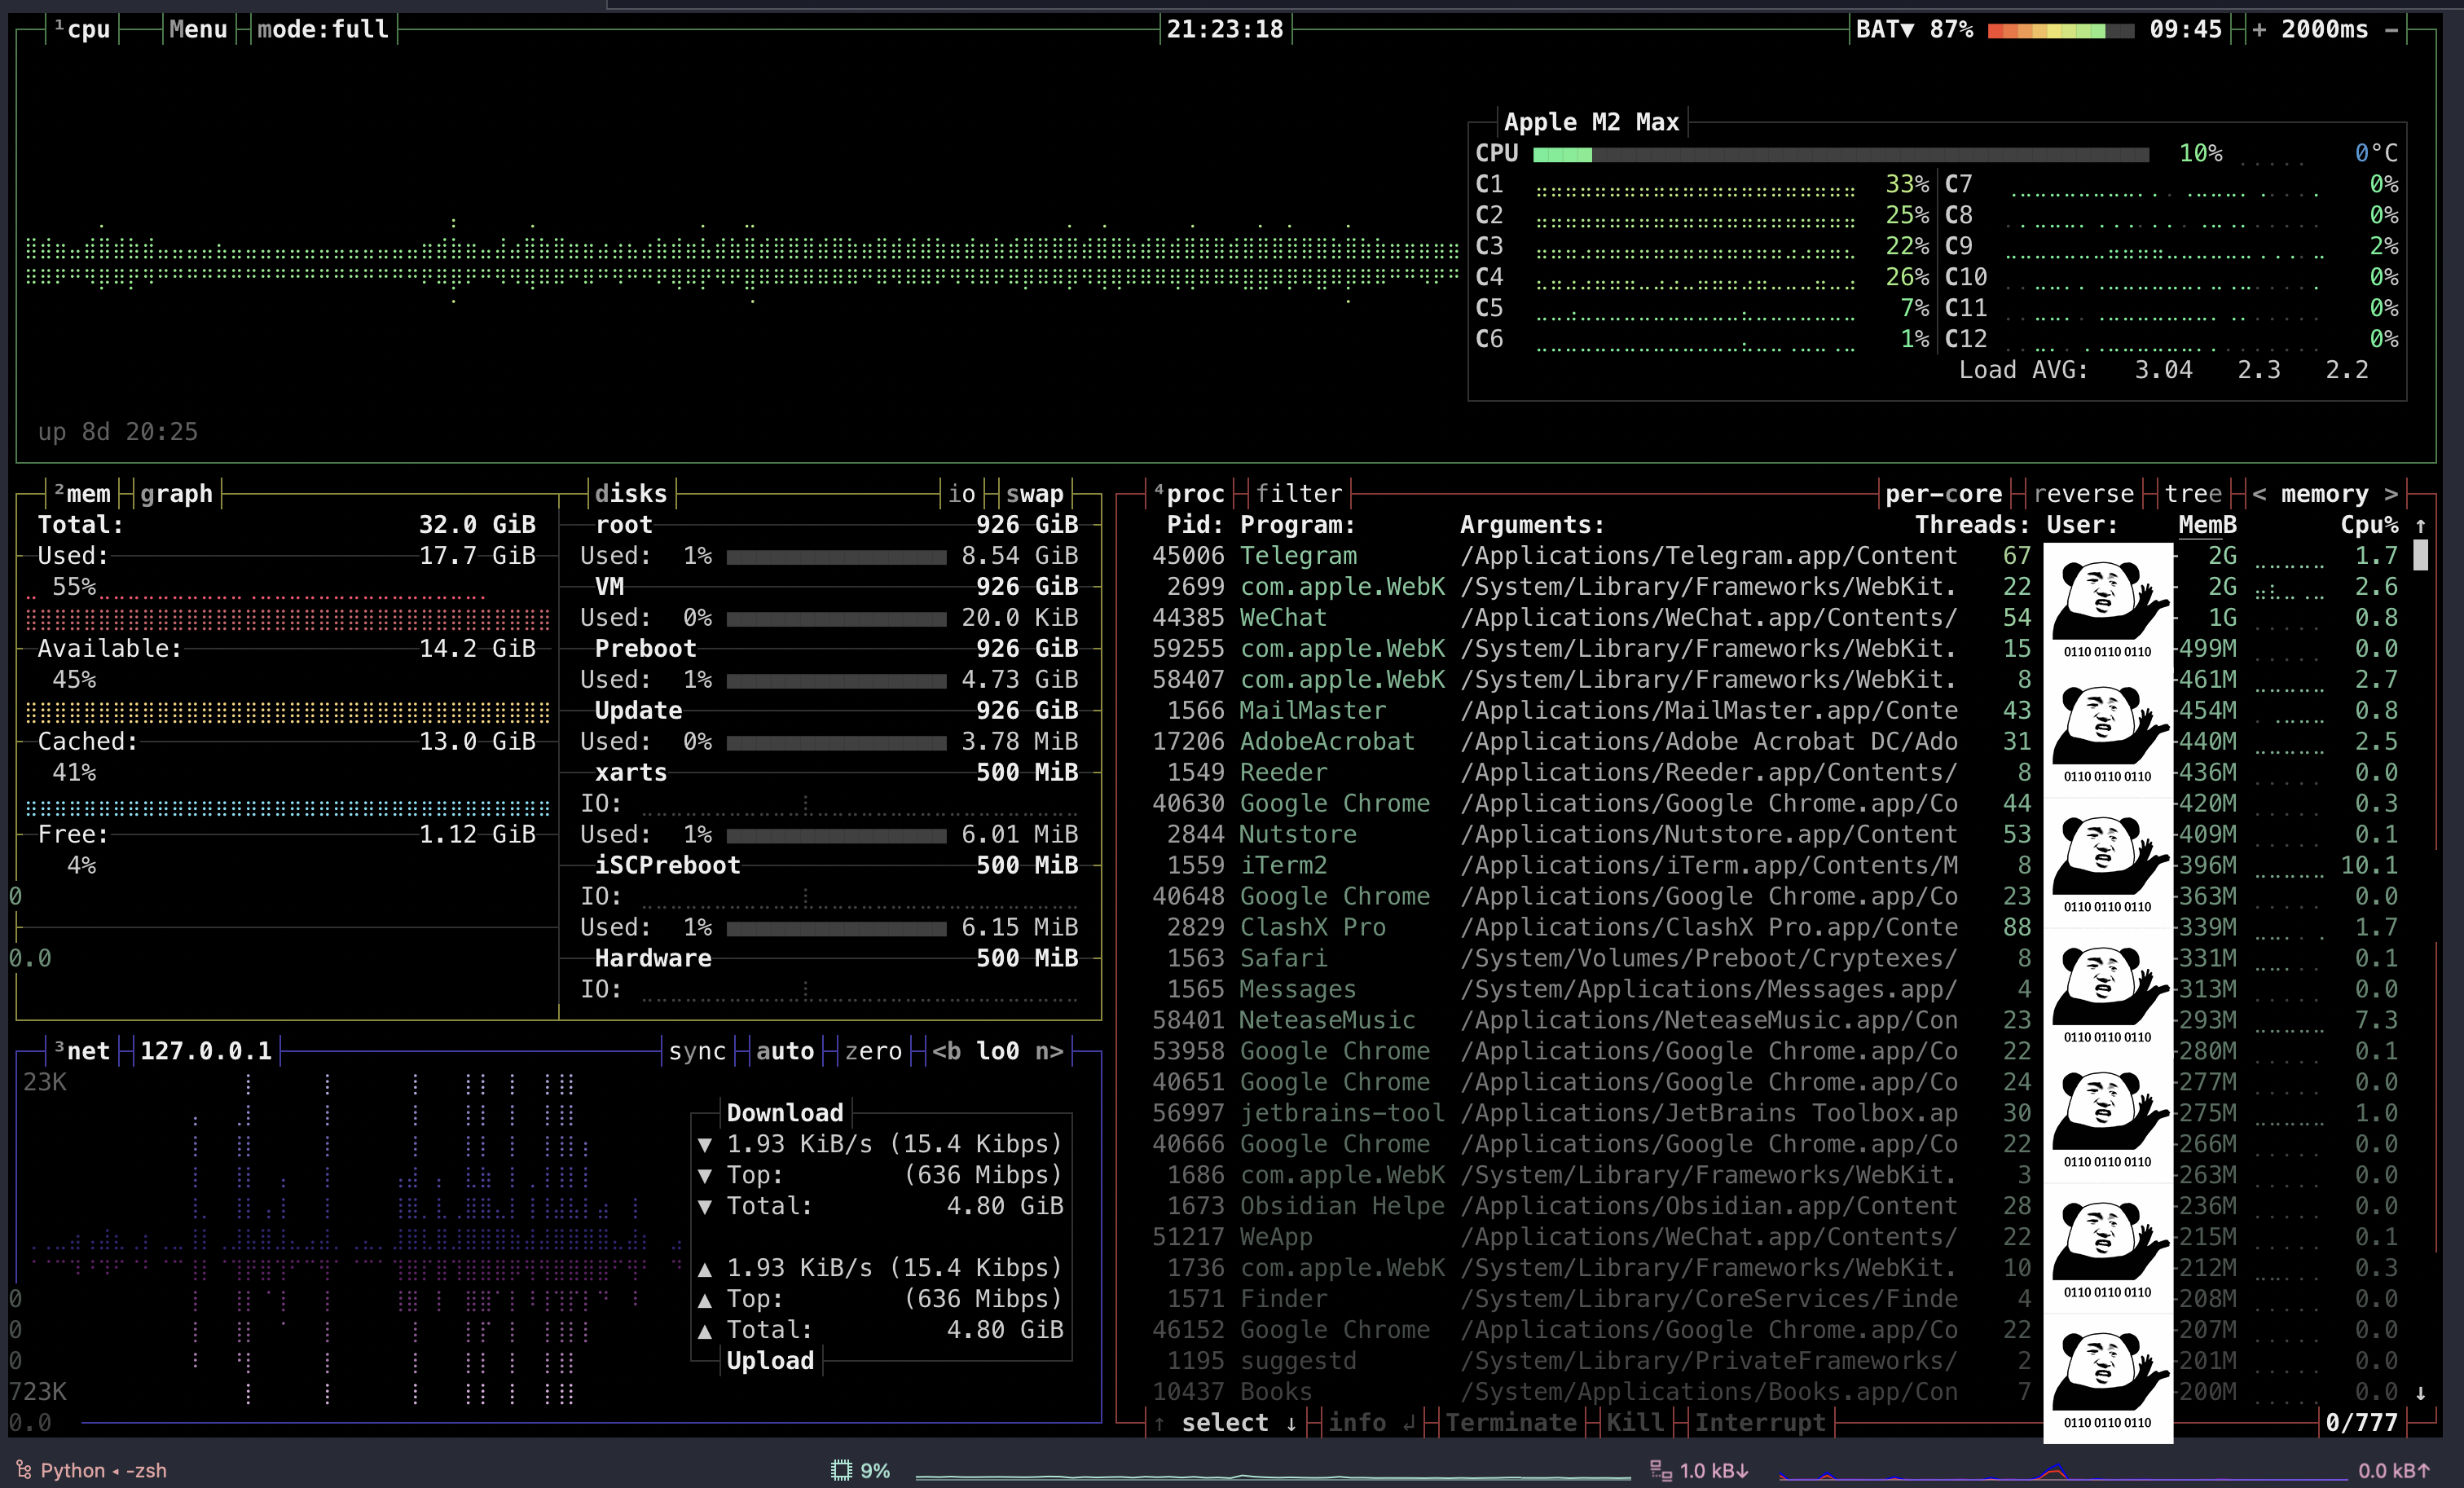 ¹cpu Menu mode:full 21:23:18 BAT▼ 87% 09:45 + 2000ms −
Apple M2 Max
CPU 10% 0°C
C1 33% C7 0%
C2 25% C8 0%
C3 22% C9 2%
C4 26% C10 0%
C5 7% C11 0%
C6 1% C12 0%
Load AVG: 3.04 2.3 2.2
up 8d 20:25
²mem graph disks io swap
Total: 32.0 GiB
Used: 17.7 GiB
55%
Available: 14.2 GiB
45%
Cached: 13.0 GiB
41%
Free: 1.12 GiB
4%
0
0.0
root 926 GiB
Used: 1% 8.54 GiB
VM 926 GiB
Used: 0% 20.0 KiB
Preboot 926 GiB
Used: 1% 4.73 GiB
Update 926 GiB
Used: 0% 3.78 MiB
xarts 500 MiB
IO:
Used: 1% 6.01 MiB
iSCPreboot 500 MiB
IO:
Used: 1% 6.15 MiB
Hardware 500 MiB
IO:
³net 127.0.0.1 sync auto zero <b lo0 n>
23K
Download
▼ 1.93 KiB/s (15.4 Kibps)
▼ Top: (636 Mibps)
▼ Total: 4.80 GiB
▲ 1.93 KiB/s (15.4 Kibps)
▲ Top: (636 Mibps)
▲ Total: 4.80 GiB
Upload
0
0
0
723K
0.0
⁴proc filter per-core reverse tree < memory >
Pid: Program: Arguments: Threads: User: MemB Cpu% ↑
45006 Telegram /Applications/Telegram.app/Content 67 2G 1.7
2699 com.apple.WebK /System/Library/Frameworks/WebKit. 22 2G 2.6
44385 WeChat /Applications/WeChat.app/Contents/ 54 1G 0.8
59255 com.apple.WebK /System/Library/Frameworks/WebKit. 15 499M 0.0
58407 com.apple.WebK /System/Library/Frameworks/WebKit. 8 461M 2.7
1566 MailMaster /Applications/MailMaster.app/Conte 43 454M 0.8
17206 AdobeAcrobat /Applications/Adobe Acrobat DC/Ado 31 440M 2.5
1549 Reeder /Applications/Reeder.app/Contents/ 8 436M 0.0
40630 Google Chrome /Applications/Google Chrome.app/Co 44 420M 0.3
2844 Nutstore /Applications/Nutstore.app/Content 53 409M 0.1
1559 iTerm2 /Applications/iTerm.app/Contents/M 8 396M 10.1
40648 Google Chrome /Applications/Google Chrome.app/Co 23 363M 0.0
2829 ClashX Pro /Applications/ClashX Pro.app/Conte 88 339M 1.7
1563 Safari /System/Volumes/Preboot/Cryptexes/ 8 331M 0.1
1565 Messages /System/Applications/Messages.app/ 4 313M 0.0
58401 NeteaseMusic /Applications/NeteaseMusic.app/Con 23 293M 7.3
53958 Google Chrome /Applications/Google Chrome.app/Co 22 280M 0.1
40651 Google Chrome /Applications/Google Chrome.app/Co 24 277M 0.0
56997 jetbrains-tool /Applications/JetBrains Toolbox.ap 30 275M 1.0
40666 Google Chrome /Applications/Google Chrome.app/Co 22 266M 0.0
1686 com.apple.WebK /System/Library/Frameworks/WebKit. 3 263M 0.0
1673 Obsidian Helpe /Applications/Obsidian.app/Content 28 236M 0.0
51217 WeApp /Applications/WeChat.app/Contents/ 22 215M 0.1
1736 com.apple.WebK /System/Library/Frameworks/WebKit. 10 212M 0.3
1571 Finder /System/Library/CoreServices/Finde 4 208M 0.0
46152 Google Chrome /Applications/Google Chrome.app/Co 22 207M 0.0
1195 suggestd /System/Library/PrivateFrameworks/ 2 201M 0.0
10437 Books /System/Applications/Books.app/Con 7 200M 0.0 ↓
0110 0110 0110
0110 0110 0110
0110 0110 0110
0110 0110 0110
0110 0110 0110
0110 0110 0110
0110 0110 0110
↑ select ↓ info ↲ Terminate Kill Interrupt 0/777
Python ◂ -zsh 9% 1.0 kB↓ 0.0 kB↑